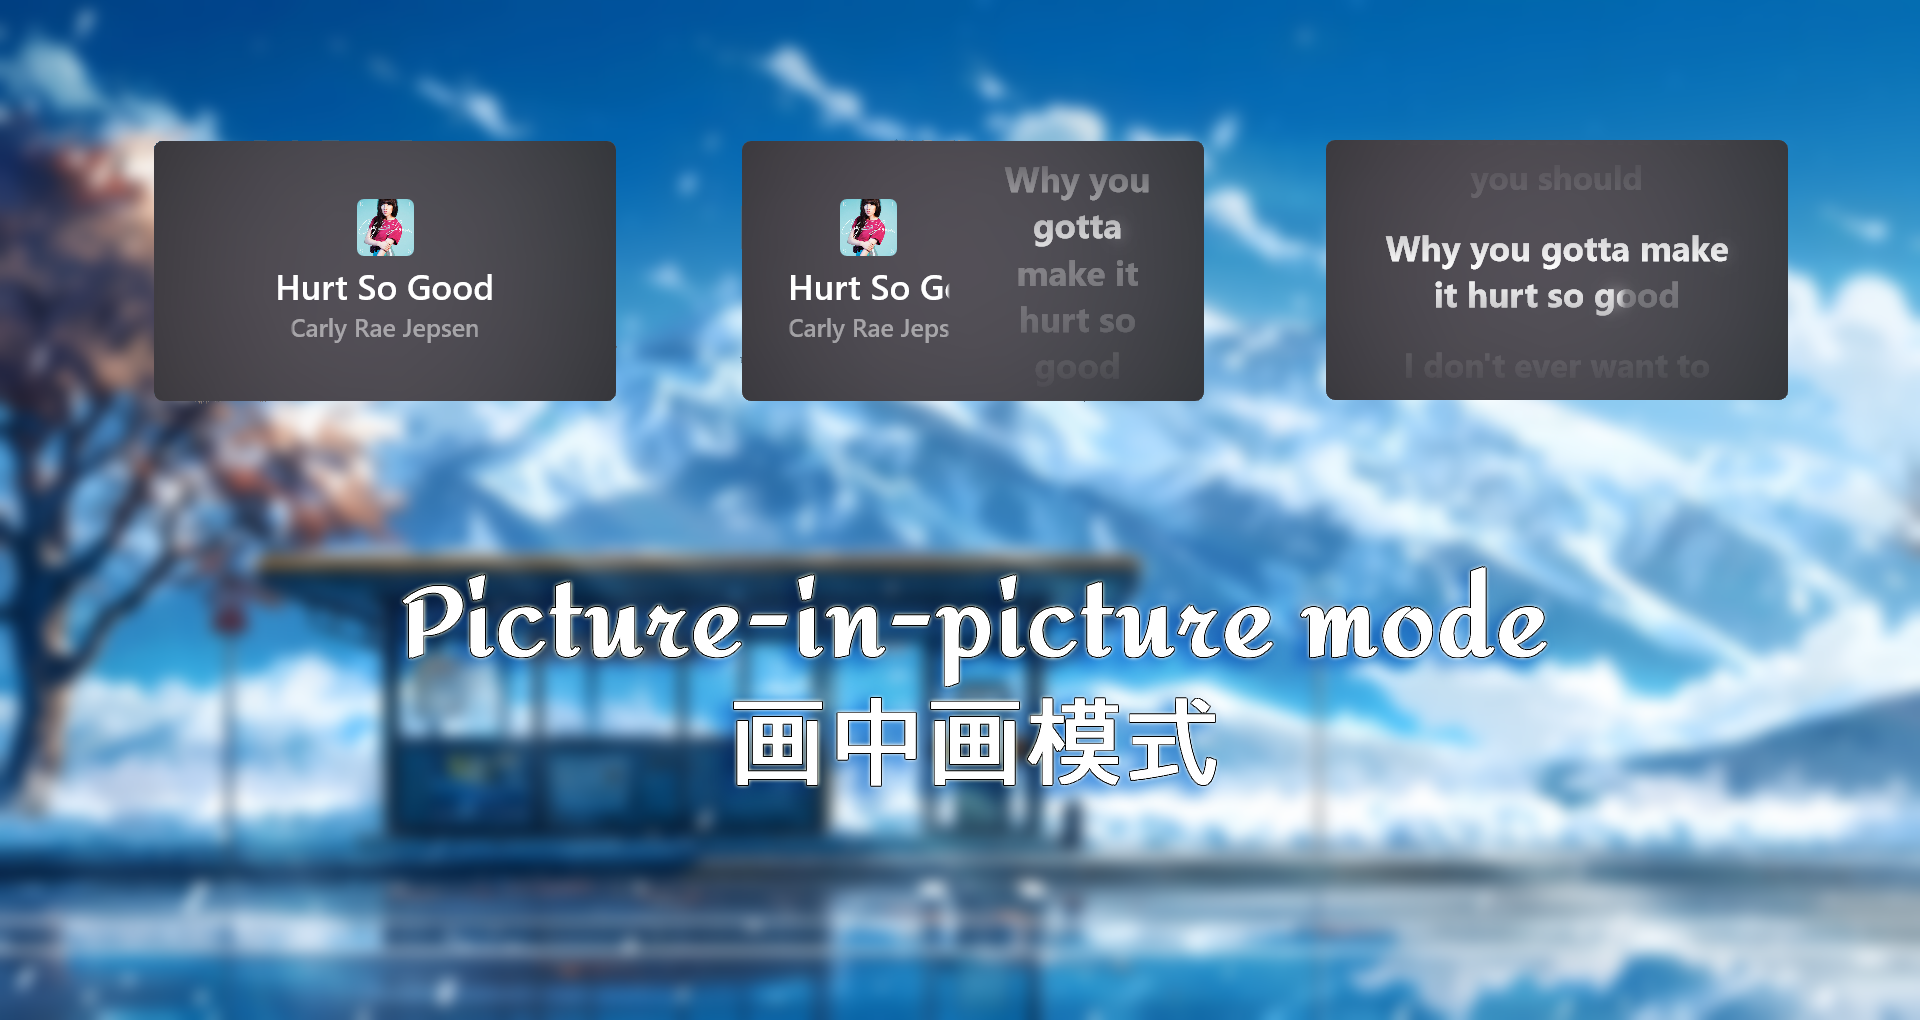 Hurt So Good
Carly Rae Jepsen
Hurt So G
Carly Rae Jeps
Why you
gotta
make it
hurt so
good
you should
Why you gotta make
it hurt so good
I don't ever want to
Picture-in-picture mode
画中画模式